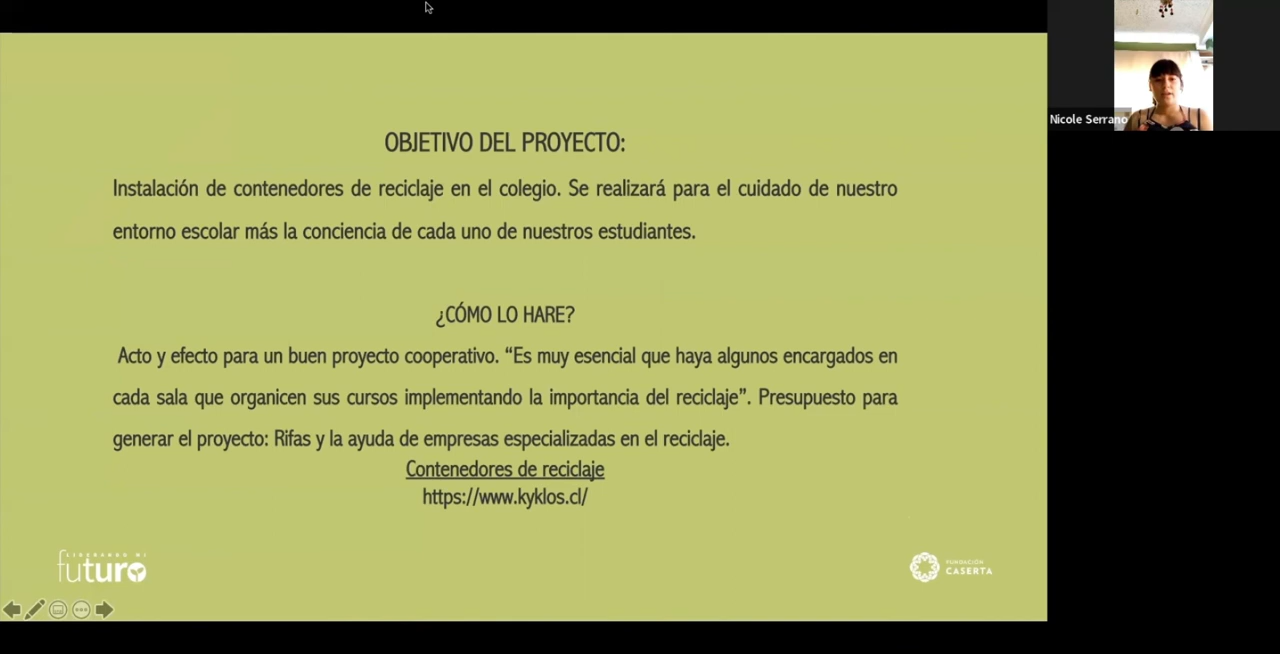 OBJETIVO DEL PROYECTO:
Instalación de contenedores de reciclaje en el colegio. Se realizará para el cuidado de nuestro
entorno escolar más la conciencia de cada uno de nuestros estudiantes.
¿CÓMO LO HARE?
Acto y efecto para un buen proyecto cooperativo. “Es muy esencial que haya algunos encargados en
cada sala que organicen sus cursos implementando la importancia del reciclaje”. Presupuesto para
generar el proyecto: Rifas y la ayuda de empresas especializadas en el reciclaje.
Contenedores de reciclaje
https://www.kyklos.cl/
LIDERANDO MI
futuro
FUNDACIÓN
CASERTA
Nicole Serrano